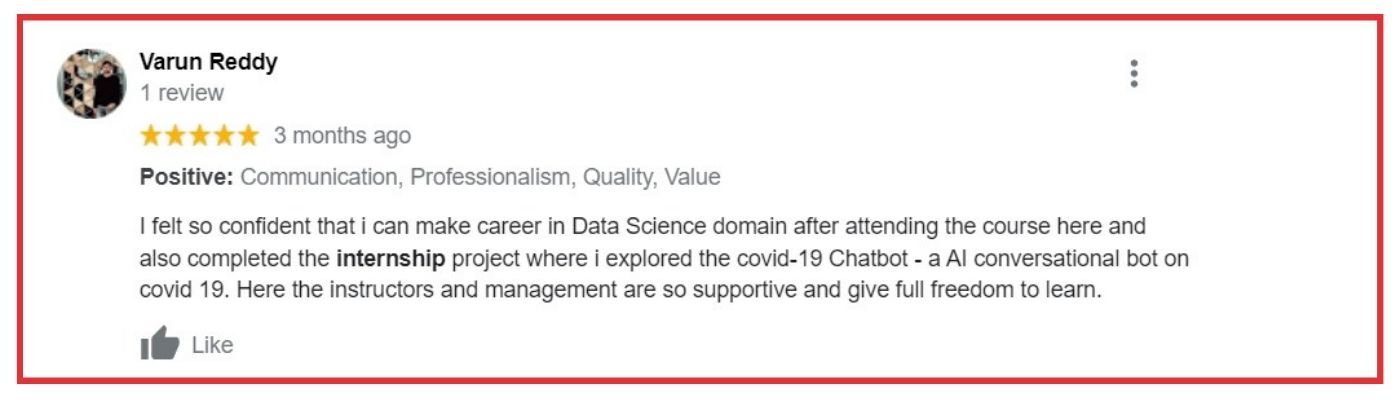 Varun Reddy
1 review
3 months ago
Positive: Communication, Professionalism, Quality, Value
I felt so confident that i can make career in Data Science domain after attending the course here and
also completed the internship project where i explored the covid-19 Chatbot - a AI conversational bot on
covid 19. Here the instructors and management are so supportive and give full freedom to learn.
Like